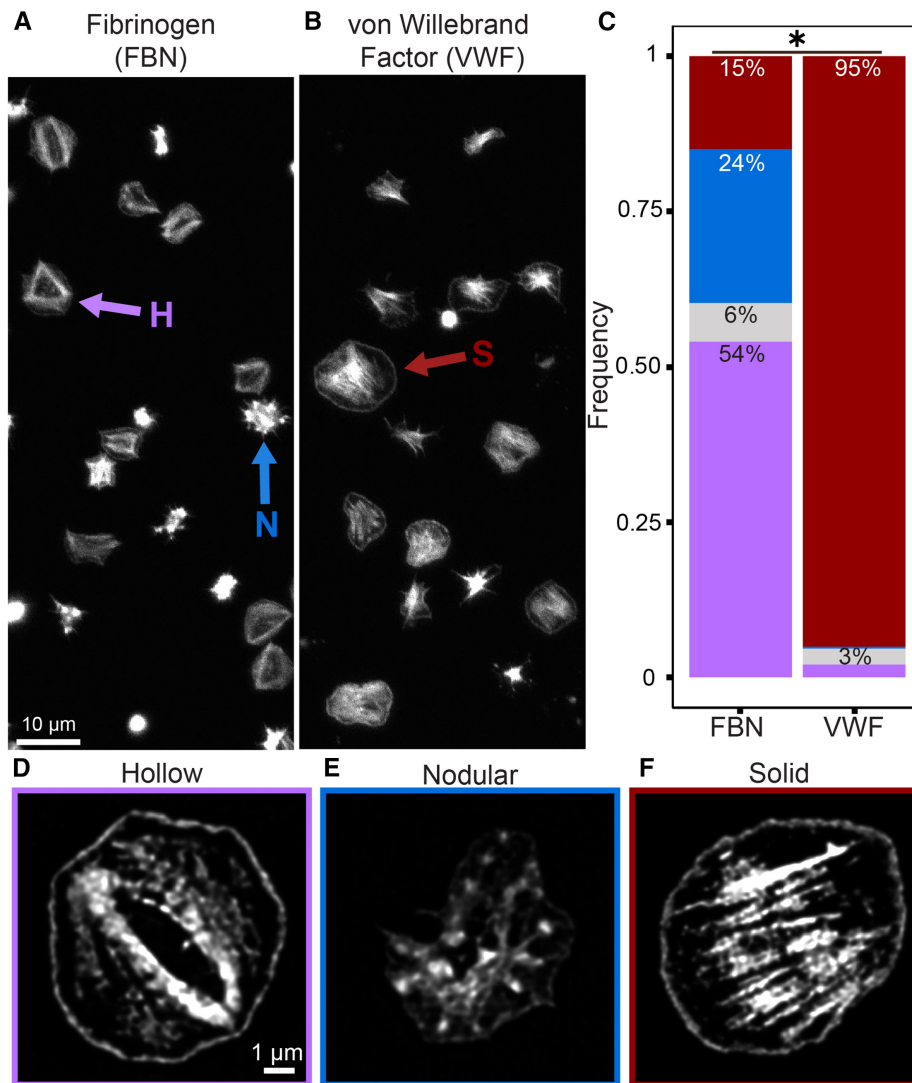 A
Fibrinogen
(FBN)
B
von Willebrand
Factor (VWF)
C
H
N
10 µm
S
*
1
0.75
0.50
0.25
0
Frequency
15%
24%
6%
54%
95%
3%
FBN
VWF
D
Hollow
1 µm
E
Nodular
F
Solid